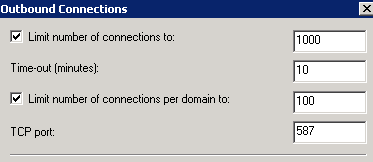 Outbound Connections
Limit number of connections to: 1000
Time-out (minutes): 10
Limit number of connections per domain to: 100
TCP port: 587